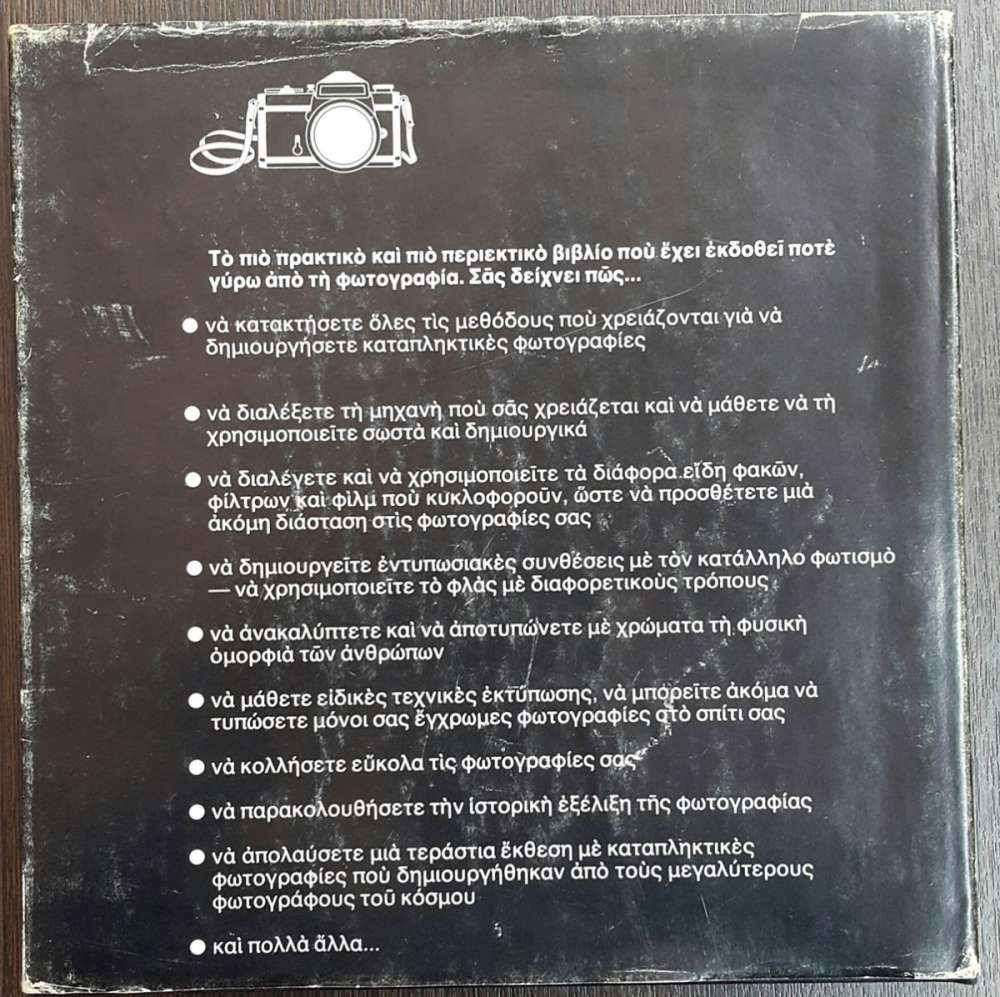 Τὸ πιὸ πρακτικὸ καὶ πιὸ περιεκτικὸ βιβλίο ποὺ ἔχει ἐκδοθεῖ ποτὲ
γύρω ἀπὸ τὴ φωτογραφία. Σᾶς δείχνει πῶς...
● νὰ κατακτήσετε ὅλες τὶς μεθόδους ποὺ χρειάζονται γιὰ νὰ
δημιουργήσετε καταπληκτικὲς φωτογραφίες
● νὰ διαλέξετε τὴ μηχανὴ ποὺ σᾶς χρειάζεται καὶ νὰ μάθετε νὰ τὴ
χρησιμοποιεῖτε σωστὰ καὶ δημιουργικά
● νὰ διαλέγετε καὶ νὰ χρησιμοποιεῖτε τὰ διάφορα εἴδη φακῶν,
φίλτρων καὶ φὶλμ ποὺ κυκλοφοροῦν, ὥστε νὰ προσθέτετε μιὰ
ἀκόμη διάσταση στὶς φωτογραφίες σας
● νὰ δημιουργεῖτε ἐντυπωσιακὲς συνθέσεις μὲ τὸν κατάλληλο φωτισμὸ
— νὰ χρησιμοποιεῖτε τὸ φλὰς μὲ διαφορετικοὺς τρόπους
● νὰ ἀνακαλύπτετε καὶ νὰ ἀποτυπώνετε μὲ χρώματα τὴ φυσικὴ
ὀμορφιὰ τῶν ἀνθρώπων
● νὰ μάθετε εἰδικὲς τεχνικὲς ἐκτύπωσης, νὰ μπορεῖτε ἀκόμα νὰ
τυπώσετε μόνοι σας ἔγχρωμες φωτογραφίες στὸ σπίτι σας
● νὰ κολλήσετε εὔκολα τὶς φωτογραφίες σας
● νὰ παρακολουθήσετε τὴν ἱστορικὴ ἐξέλιξη τῆς φωτογραφίας
● νὰ ἀπολαύσετε μιὰ τεράστια ἔκθεση μὲ καταπληκτικὲς
φωτογραφίες ποὺ δημιουργήθηκαν ἀπὸ τοὺς μεγαλύτερους
φωτογράφους τοῦ κόσμου
● καὶ πολλὰ ἄλλα...